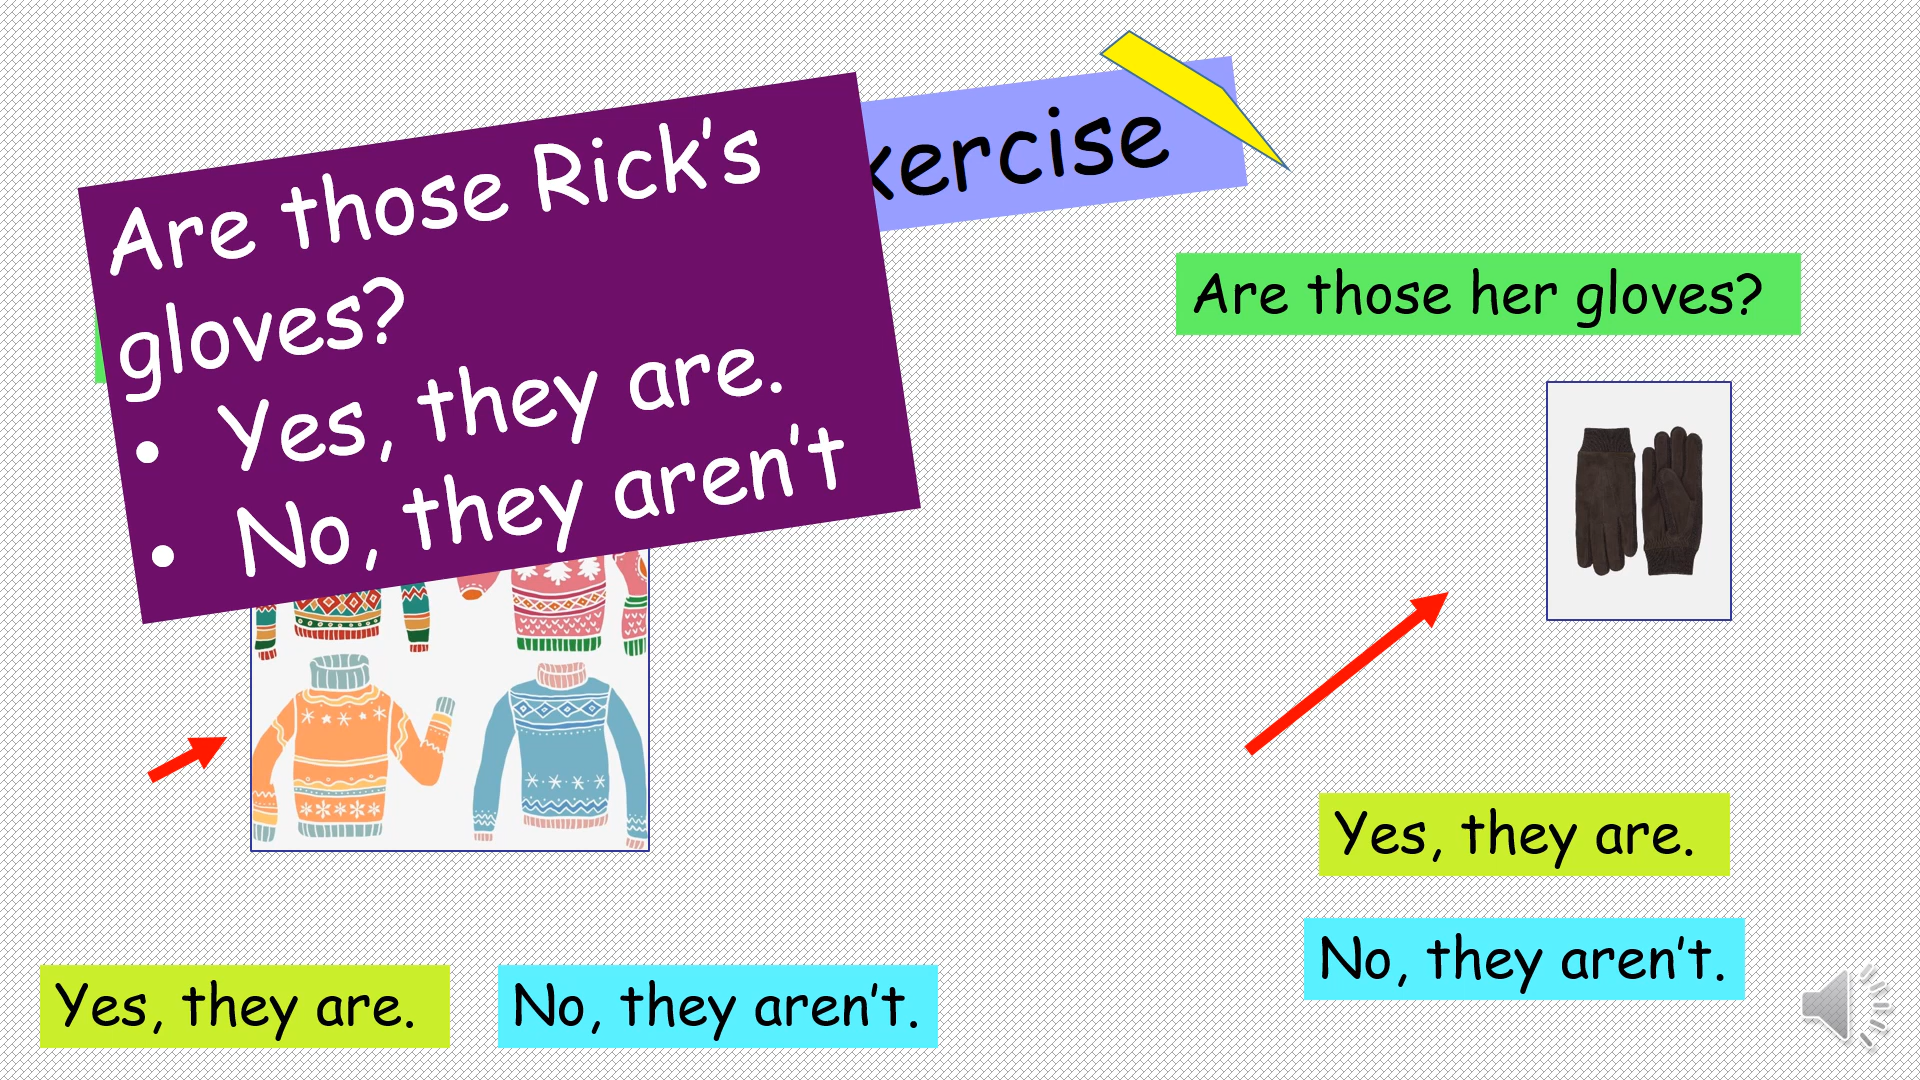 Are those Rick's
gloves?
• Yes, they are.
• No, they aren't
xercise
Are those her gloves?
Yes, they are.
No, they aren't.
Yes, they are.
No, they aren't.